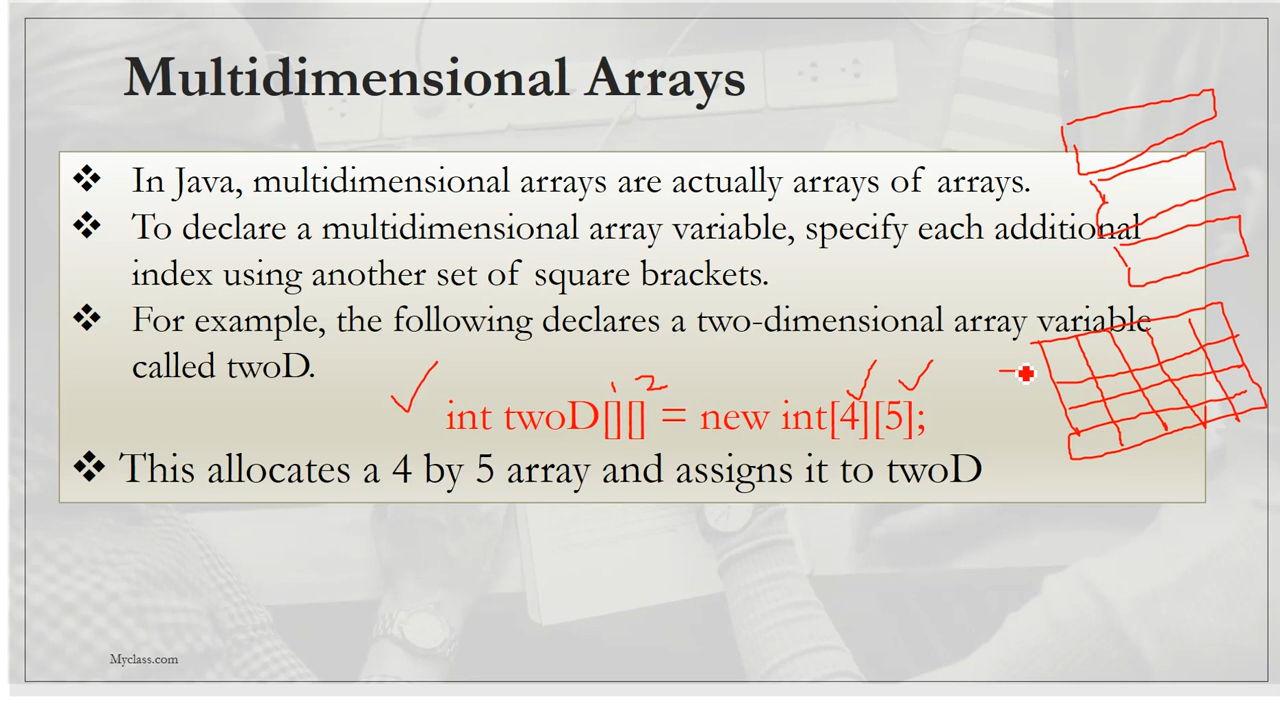 Multidimensional Arrays
❖ In Java, multidimensional arrays are actually arrays of arrays.
❖ To declare a multidimensional array variable, specify each additional
index using another set of square brackets.
❖ For example, the following declares a two-dimensional array variable
called twoD.
1 2
int twoD[][] = new int[4][5];
❖ This allocates a 4 by 5 array and assigns it to twoD
Myclass.com